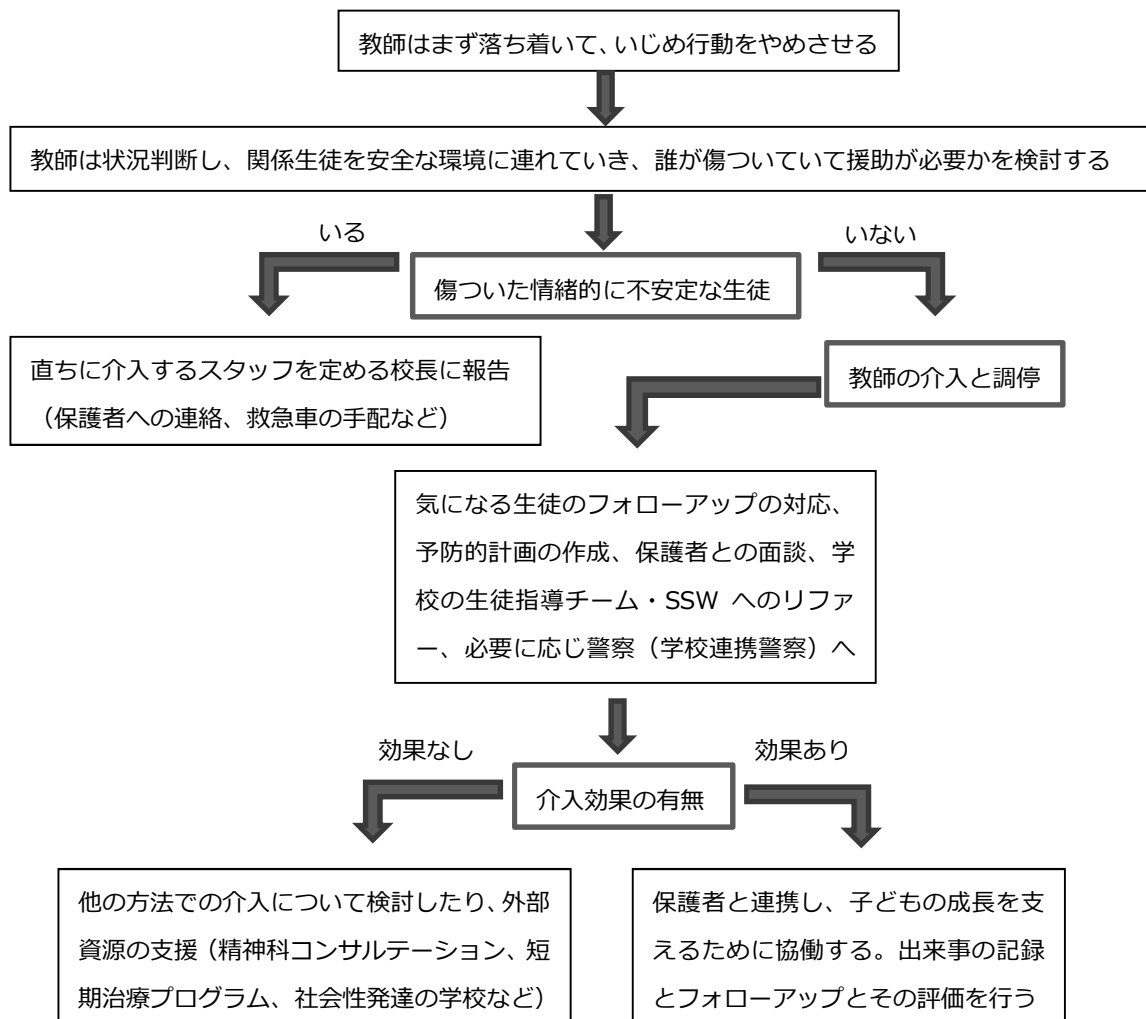 教師はまず落ち着いて、いじめ行動をやめさせる
教師は状況判断し、関係生徒を安全な環境に連れていき、誰が傷ついていて援助が必要かを検討する
いる
いない
傷ついた情緒的に不安定な生徒
直ちに介入するスタッフを定める校長に報告
（保護者への連絡、救急車の手配など）
教師の介入と調停
気になる生徒のフォローアップの対応、
予防的計画の作成、保護者との面談、学
校の生徒指導チーム・SSW へのリファ
ー、必要に応じ警察（学校連携警察）へ
効果なし
効果あり
介入効果の有無
他の方法での介入について検討したり、外部
資源の支援（精神科コンサルテーション、短
期治療プログラム、社会性発達の学校など）
保護者と連携し、子どもの成長を支
えるために協働する。出来事の記録
とフォローアップとその評価を行う